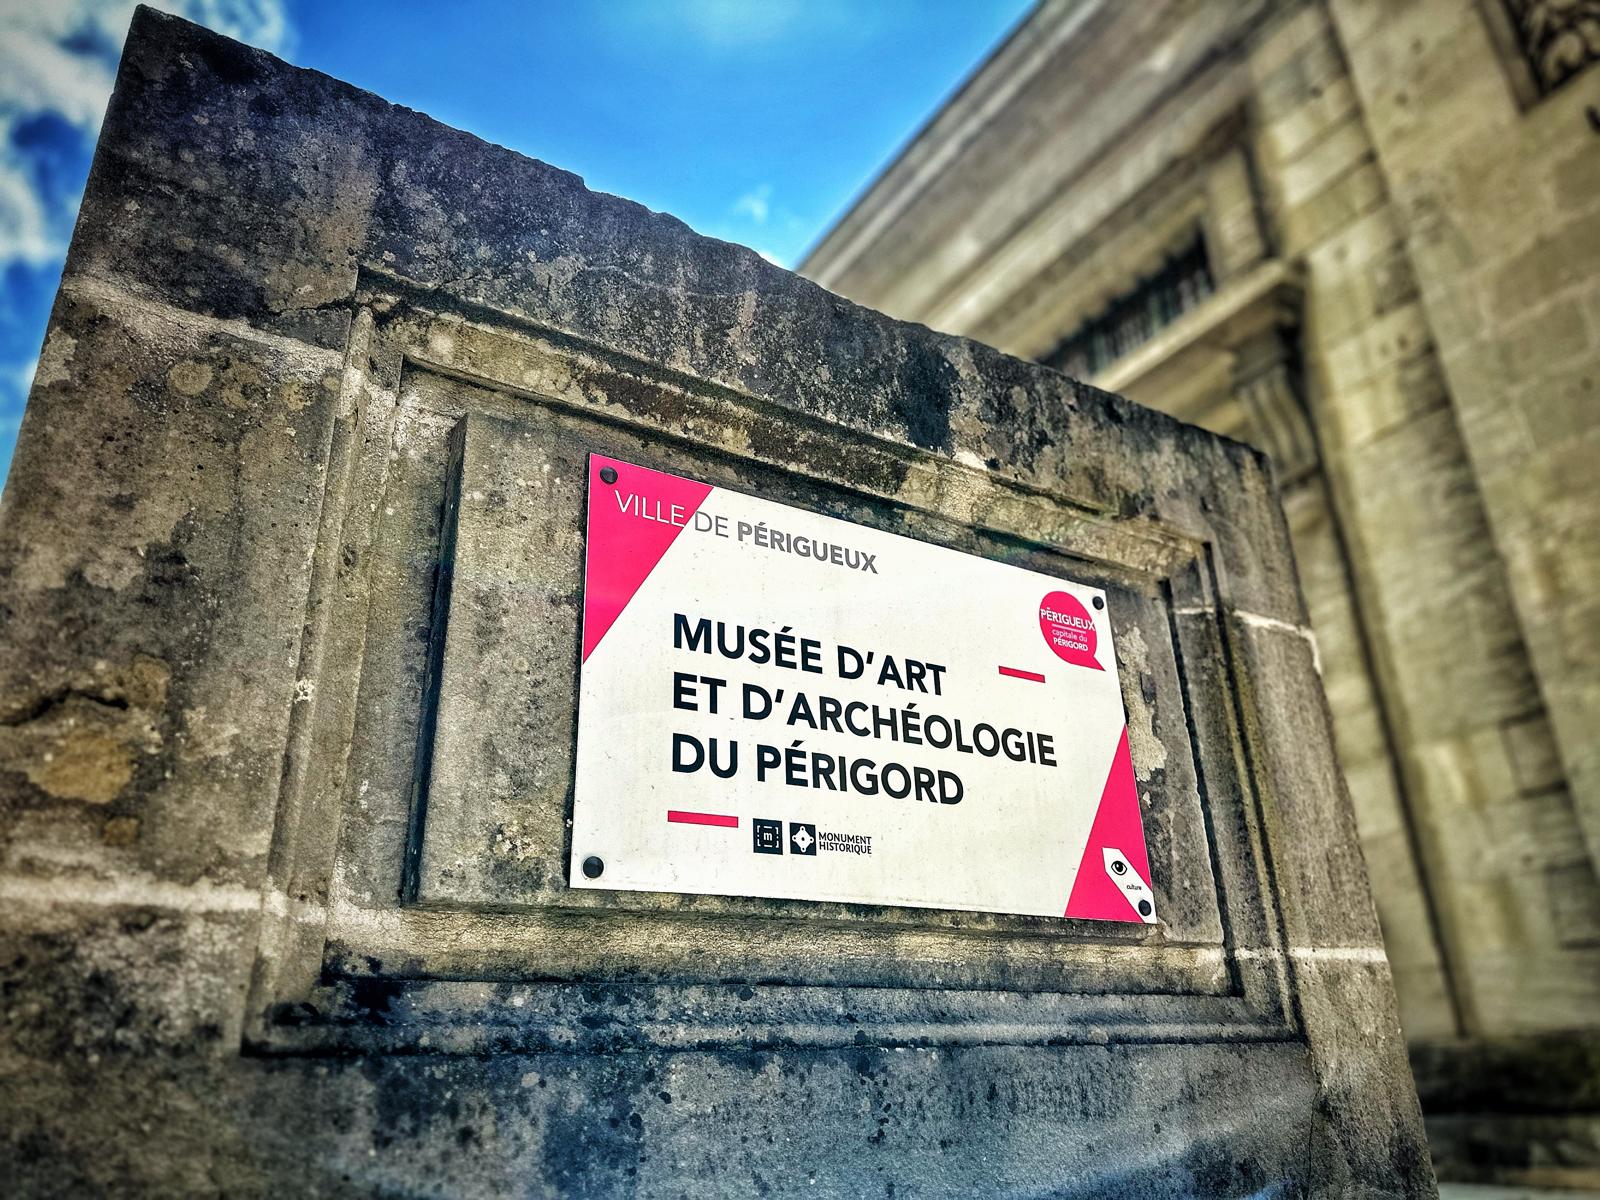 VILLE DE PÉRIGUEUX
PÉRIGUEUX
capitale du
PÉRIGORD
MUSÉE D'ART
ET D'ARCHÉOLOGIE
DU PÉRIGORD
m
MONUMENT
HISTORIQUE
culture